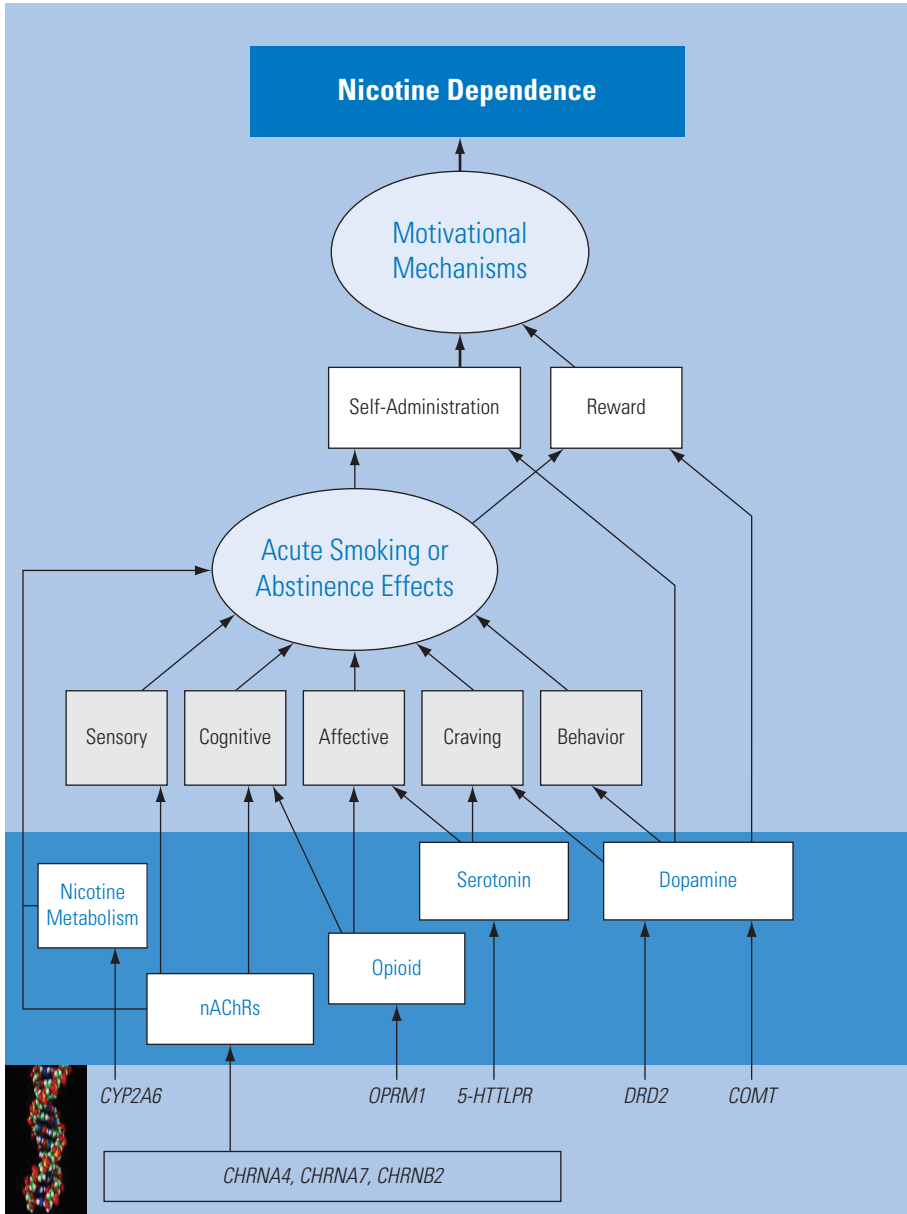 Nicotine Dependence
Motivational
Mechanisms
Self-Administration
Reward
Acute Smoking or
Abstinence Effects
Sensory
Cognitive
Affective
Craving
Behavior
Serotonin
Dopamine
Nicotine
Metabolism
Opioid
nAChRs
CYP2A6
OPRM1
5-HTTLPR
DRD2
COMT
CHRNA4, CHRNA7, CHRNB2